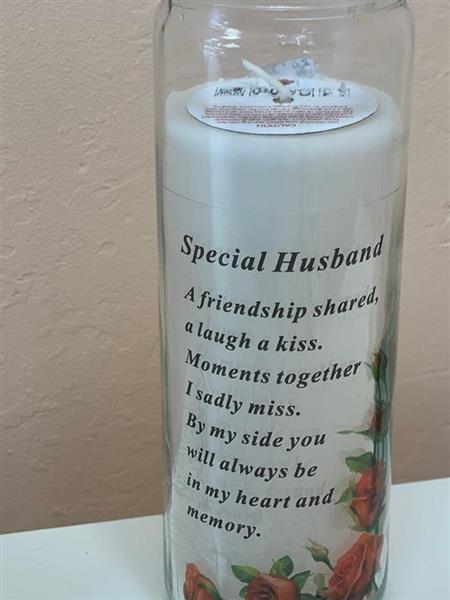 CAUTION
Special Husband
A friendship shared,
a laugh a kiss.
Moments together
I sadly miss.
By my side you
will always be
in my heart and
memory.